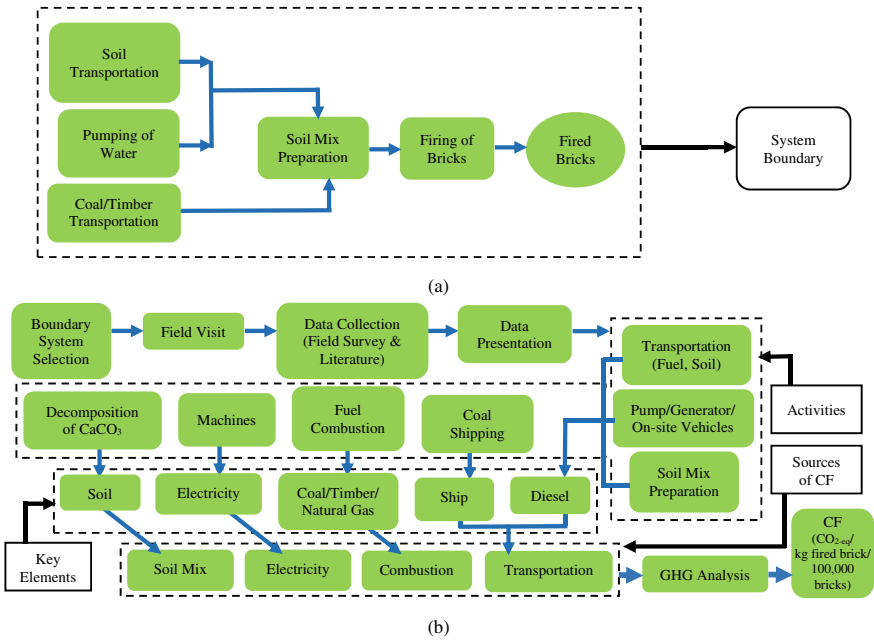 Soil
Transportation
Pumping of
Water
Coal/Timber
Transportation
Soil Mix
Preparation
Firing of
Bricks
Fired
Bricks
System
Boundary
(a)
Boundary
System
Selection
Field Visit
Data Collection
(Field Survey &
Literature)
Data
Presentation
Transportation
(Fuel, Soil)
Pump/Generator/
On-site Vehicles
Soil Mix
Preparation
Activities
Decomposition
of CaCO₃
Machines
Fuel
Combustion
Coal
Shipping
Sources
of CF
Soil
Electricity
Coal/Timber/
Natural Gas
Ship
Diesel
Key
Elements
Soil Mix
Electricity
Combustion
Transportation
GHG Analysis
CF
(CO₂-eq/
kg fired brick/
100,000
bricks)
(b)